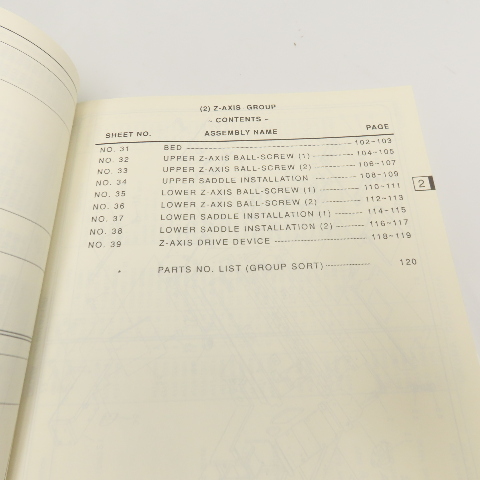 (2) Z-AXIS GROUP
- CONTENTS -
SHEET NO. ASSEMBLY NAME PAGE
NO. 31 BED 102~103
NO. 32 UPPER Z-AXIS BALL-SCREW (1) 104~105
NO. 33 UPPER Z-AXIS BALL-SCREW (2) 106~107
NO. 34 UPPER SADDLE INSTALLATION 108~109
NO. 35 LOWER Z-AXIS BALL-SCREW (1) 110~111
NO. 36 LOWER Z-AXIS BALL-SCREW (2) 112~113
NO. 37 LOWER SADDLE INSTALLATION (1) 114~115
NO. 38 LOWER SADDLE INSTALLATION (2) 116~117
NO. 39 Z-AXIS DRIVE DEVICE 118~119
PARTS NO. LIST (GROUP SORT) 120
2